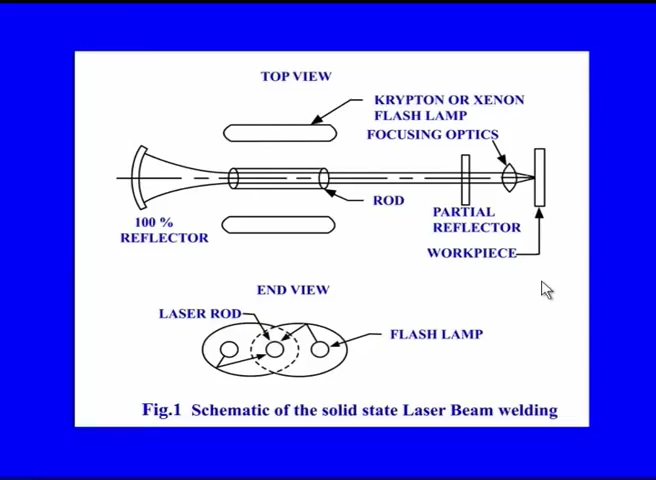 TOP VIEW
KRYPTON OR XENON
FLASH LAMP
FOCUSING OPTICS
ROD
100 %
REFLECTOR
PARTIAL
REFLECTOR
WORKPIECE
END VIEW
LASER ROD
FLASH LAMP
Fig.1 Schematic of the solid state Laser Beam welding